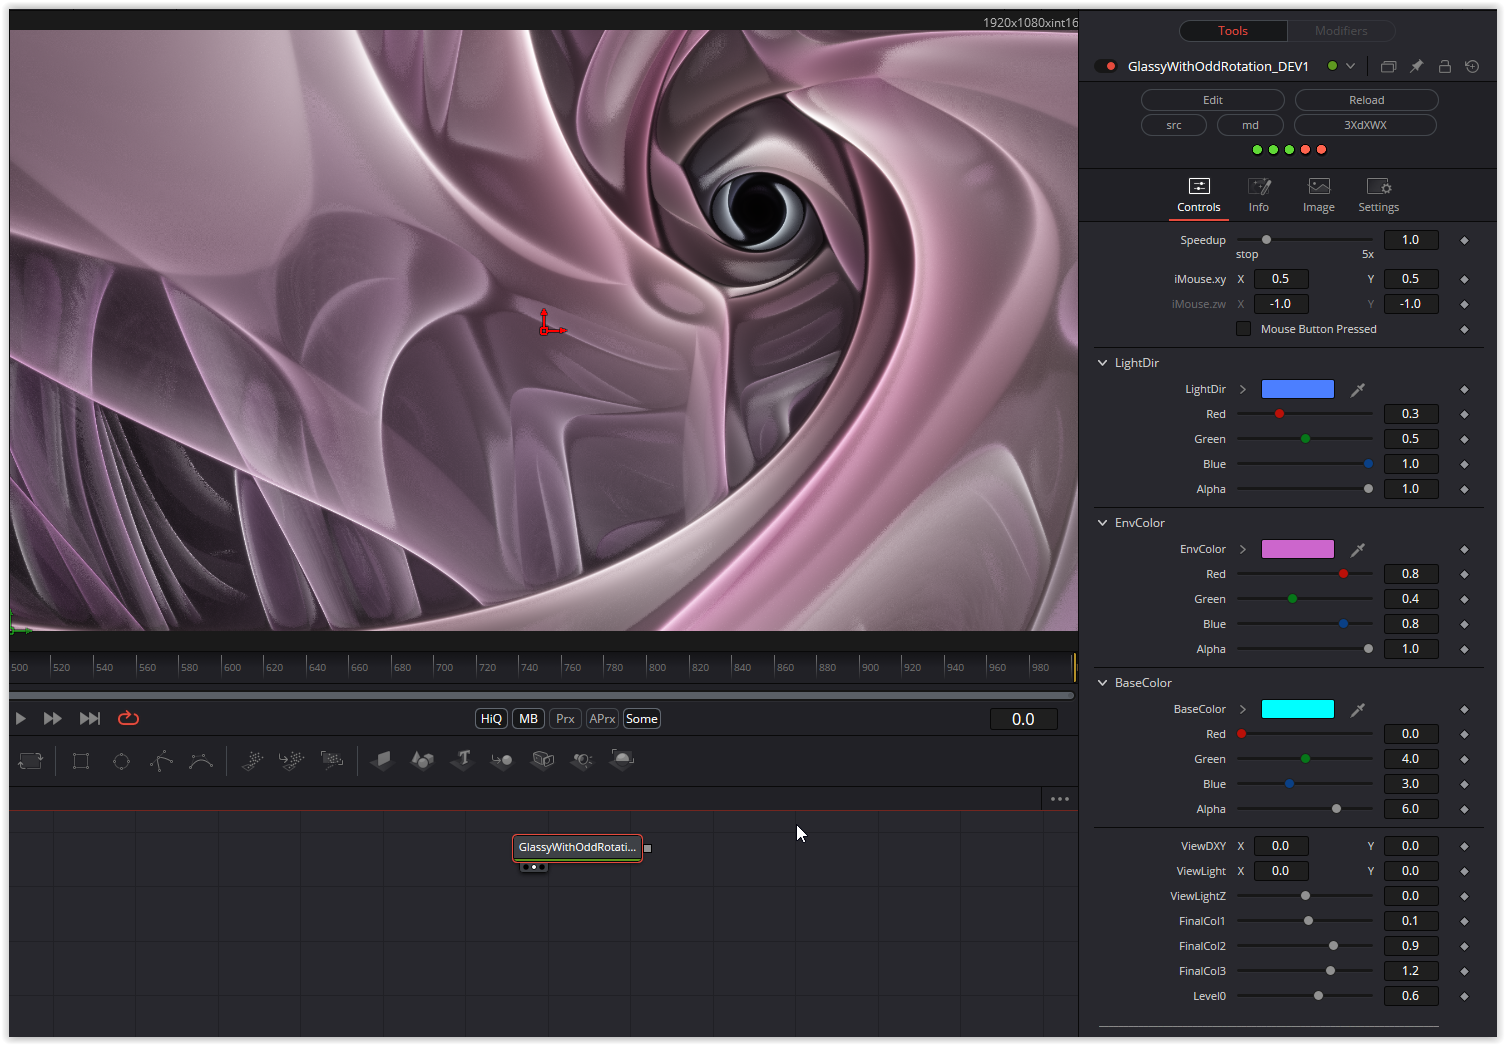 1920x1080xint16
Tools
Modifiers
GlassyWithOddRotation_DEV1
Edit
Reload
src
md
3XdXWX
Controls
Info
Image
Settings
Speedup 1.0
stop 5x
iMouse.xy X 0.5 Y 0.5
iMouse.zw X -1.0 Y -1.0
Mouse Button Pressed
LightDir
LightDir
Red 0.3
Green 0.5
Blue 1.0
Alpha 1.0
EnvColor
EnvColor
Red 0.8
Green 0.4
Blue 0.8
Alpha 1.0
BaseColor
BaseColor
Red 0.0
Green 4.0
Blue 3.0
Alpha 6.0
ViewDXY X 0.0 Y 0.0
ViewLight X 0.0 Y 0.0
ViewLightZ 0.0
FinalCol1 0.1
FinalCol2 0.9
FinalCol3 1.2
Level0 0.6
500 520 540 560 580 600 620 640 660 680 700 720 740 760 780 800 820 840 860 880 900 920 940 960 980
HiQ MB Prx APrx Some 0.0
GlassyWithOddRotati...